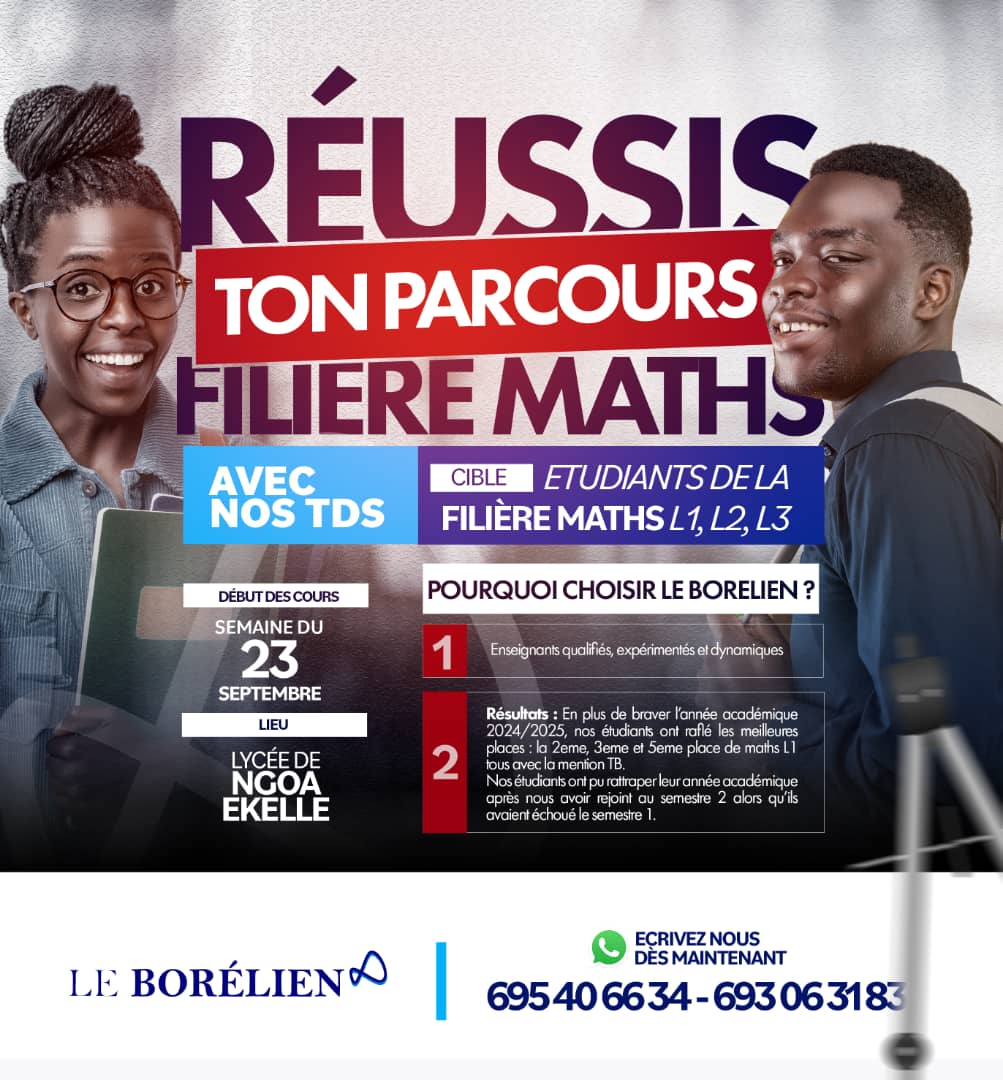 RÉUSSIS
TON PARCOURS
FILIERE MATHS
AVEC
NOS TDS
CIBLE ETUDIANTS DE LA
FILIÈRE MATHS L1, L2, L3
DÉBUT DES COURS
SEMAINE DU
23
SEPTEMBRE
LIEU
LYCÉE DE
NGOA
EKELLE
POURQUOI CHOISIR LE BORELIEN ?
1
Enseignants qualifiés, expérimentés et dynamiques
2
Résultats : En plus de braver l'année académique
2024/2025, nos étudiants ont raflé les meilleures
places : la 2eme, 3eme et 5eme place de maths L1
tous avec la mention TB.
Nos étudiants ont pu rattraper leur année académique
après nous avoir rejoint au semestre 2 alors qu'ils
avaient échoué le semestre 1.
LE BORÉLIEN
ECRIVEZ NOUS
DÈS MAINTENANT
695 40 66 34 - 693 06 31 83